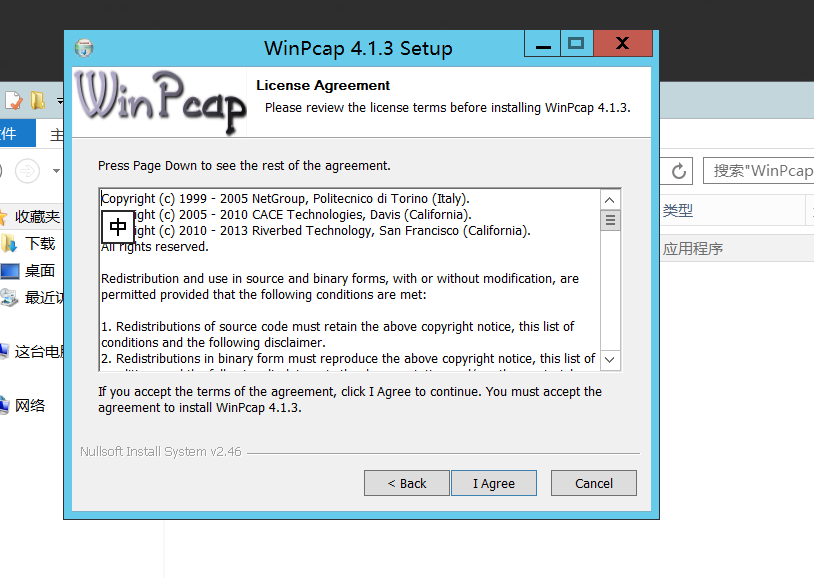 WinPcap 4.1.3 Setup
WinPcap
License Agreement
Please review the license terms before installing WinPcap 4.1.3.
Press Page Down to see the rest of the agreement.
Copyright (c) 1999 - 2005 NetGroup, Politecnico di Torino (Italy).
ght (c) 2005 - 2010 CACE Technologies, Davis (California).
中
ght (c) 2010 - 2013 Riverbed Technology, San Francisco (California).
All rights reserved.
Redistribution and use in source and binary forms, with or without modification, are
permitted provided that the following conditions are met:
1. Redistributions of source code must retain the above copyright notice, this list of
conditions and the following disclaimer.
2. Redistributions in binary form must reproduce the above copyright notice, this list of
If you accept the terms of the agreement, click I Agree to continue. You must accept the
agreement to install WinPcap 4.1.3.
Nullsoft Install System v2.46
< Back
I Agree
Cancel
件
主
收藏夹
下载
桌面
最近访
这台电脑
网络
搜索"WinPcap
类型
应用程序